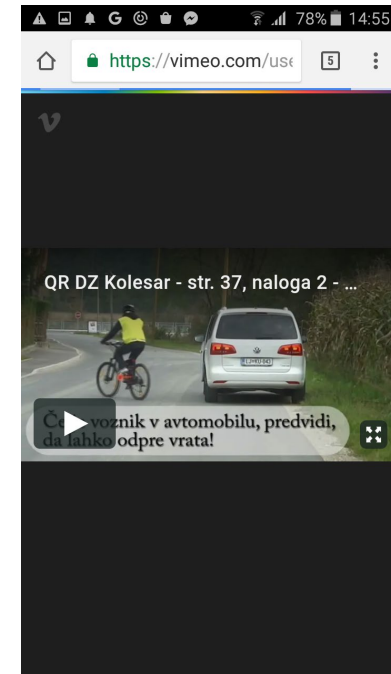 78% 14:55
https://vimeo.com/use
5
QR DZ Kolesar - str. 37, naloga 2 - ...
voznik v avtomobilu, predvidi,
da lahko odpre vrata!